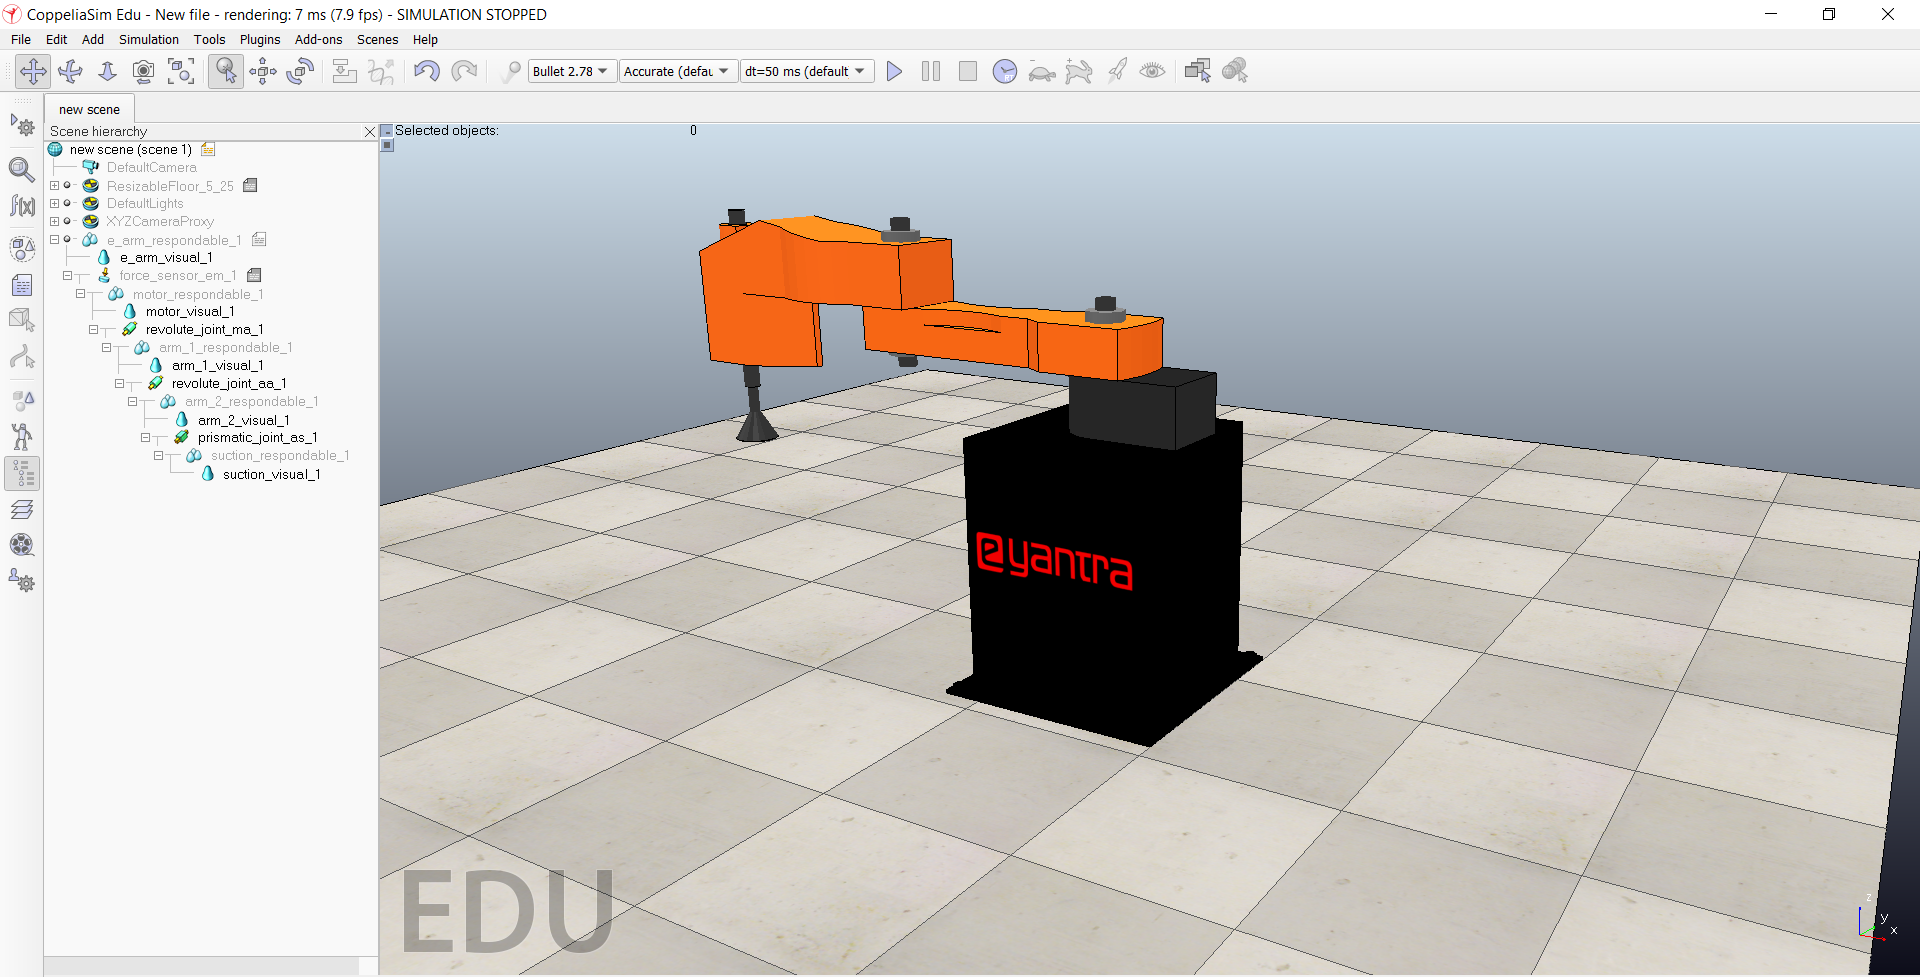 CoppeliaSim Edu - New file - rendering: 7 ms (7.9 fps) - SIMULATION STOPPED
File Edit Add Simulation Tools Plugins Add-ons Scenes Help
Bullet 2.78 Accurate (defau dt=50 ms (default
new scene
Scene hierarchy
Selected objects: 0
new scene (scene 1)
DefaultCamera
ResizableFloor_5_25
DefaultLights
XYZCameraProxy
e_arm_respondable_1
e_arm_visual_1
force_sensor_em_1
motor_respondable_1
motor_visual_1
revolute_joint_ma_1
arm_1_respondable_1
arm_1_visual_1
revolute_joint_aa_1
arm_2_respondable_1
arm_2_visual_1
prismatic_joint_as_1
suction_respondable_1
suction_visual_1
f(x)
eyantra
EDU
z
y
x